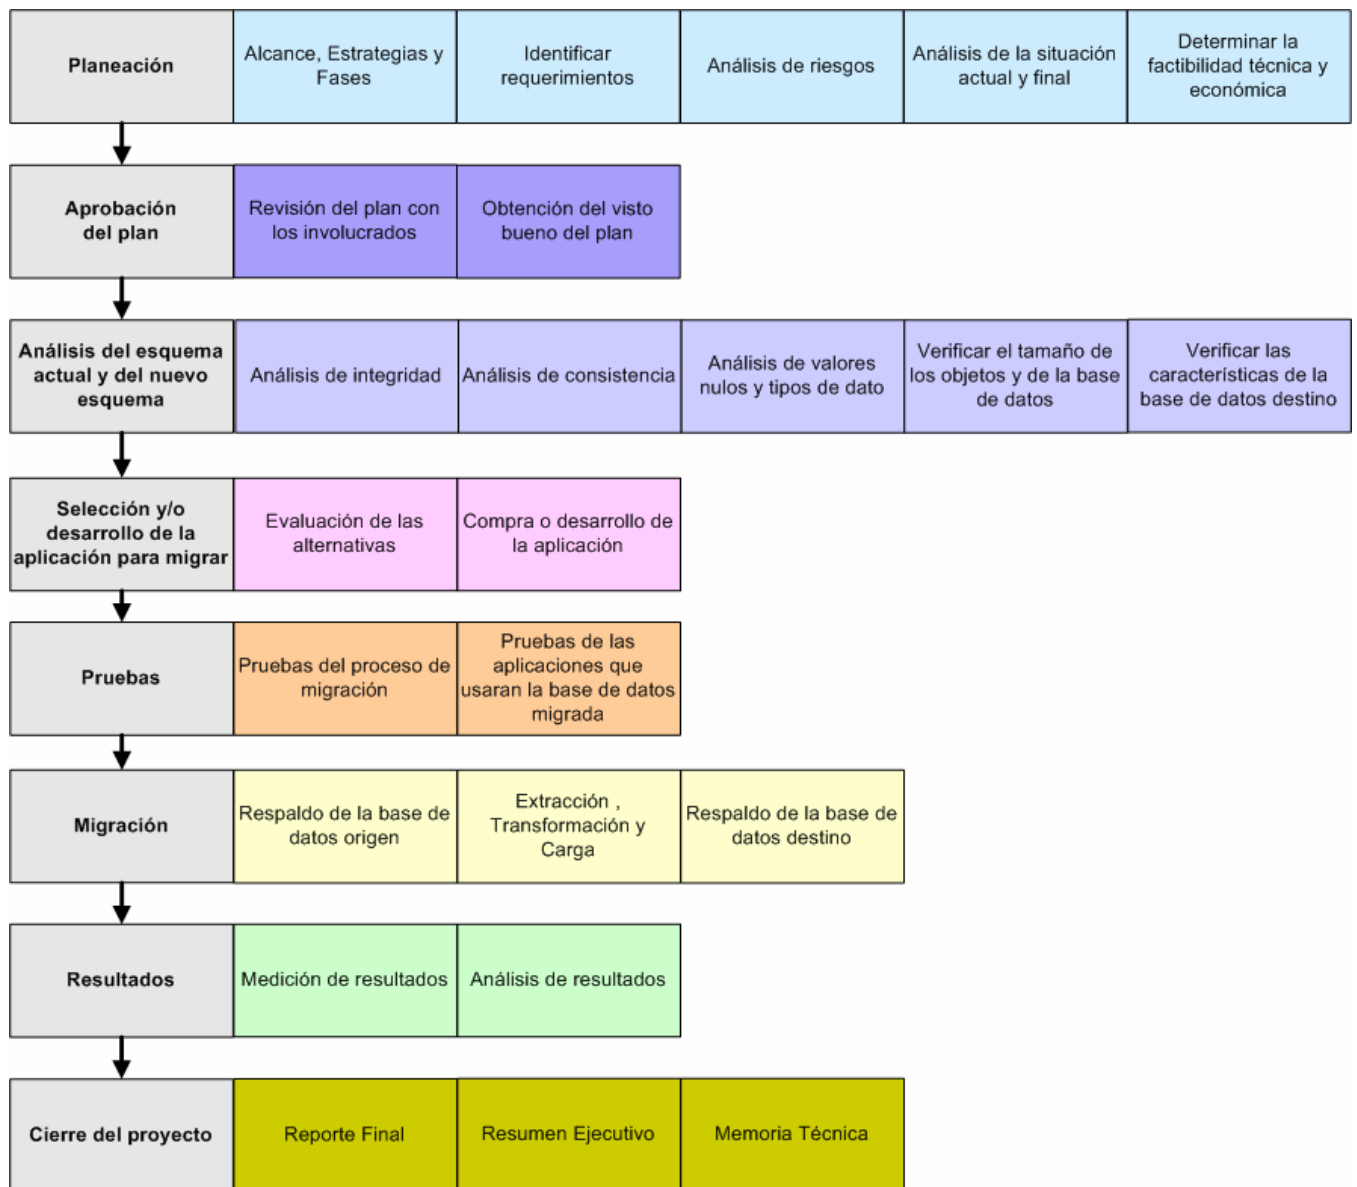 Planeación
Alcance, Estrategias y
Fases
Identificar
requerimientos
Análisis de riesgos
Análisis de la situación
actual y final
Determinar la
factibilidad técnica y
económica
Aprobación
del plan
Revisión del plan con
los involucrados
Obtención del visto
bueno del plan
Análisis del esquema
actual y del nuevo
esquema
Análisis de integridad
Análisis de consistencia
Análisis de valores
nulos y tipos de dato
Verificar el tamaño de
los objetos y de la base
de datos
Verificar las
características de la
base de datos destino
Selección y/o
desarrollo de la
aplicación para migrar
Evaluación de las
alternativas
Compra o desarrollo de
la aplicación
Pruebas
Pruebas del proceso de
migración
Pruebas de las
aplicaciones que
usaran la base de datos
migrada
Migración
Respaldo de la base de
datos origen
Extracción ,
Transformación y
Carga
Respaldo de la base de
datos destino
Resultados
Medición de resultados
Análisis de resultados
Cierre del proyecto
Reporte Final
Resumen Ejecutivo
Memoria Técnica